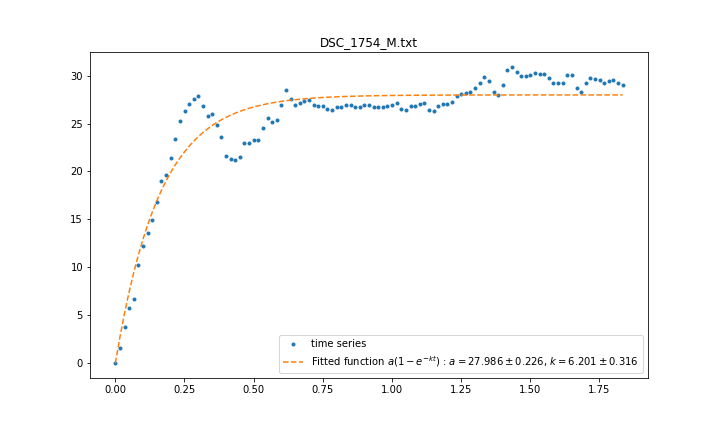 DSC_1754_M.txt
30
25
20
15
10
5
0
time series
Fitted function a(1 − e^{−kt}) : a = 27.986 ± 0.226, k = 6.201 ± 0.316
0.00 0.25 0.50 0.75 1.00 1.25 1.50 1.75